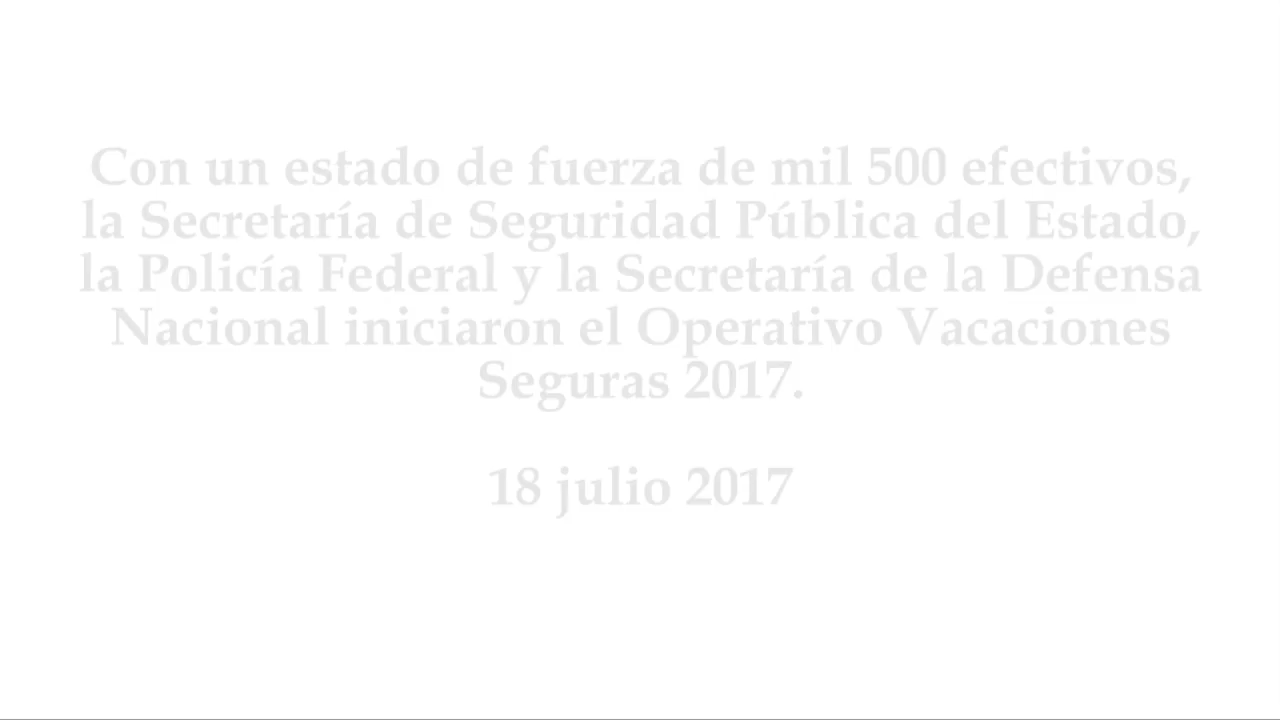 Con un estado de fuerza de mil 500 efectivos,
la Secretaría de Seguridad Pública del Estado,
la Policía Federal y la Secretaría de la Defensa
Nacional iniciaron el Operativo Vacaciones
Seguras 2017.
18 julio 2017